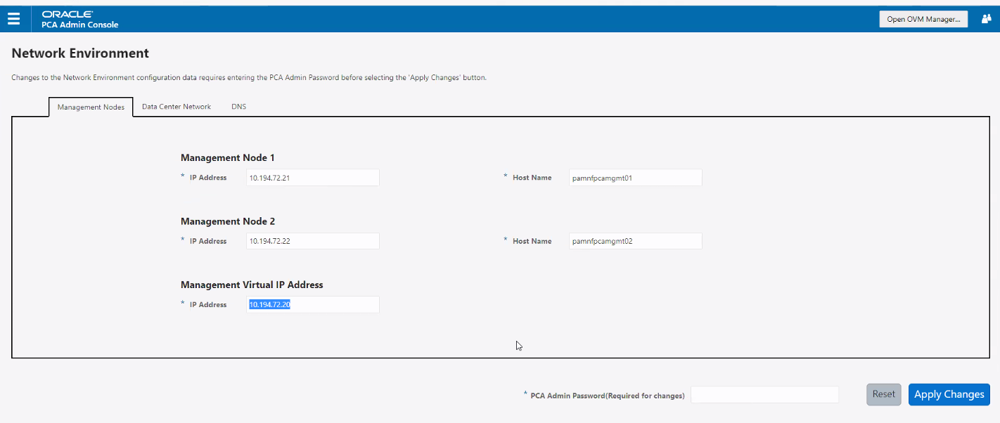 ORACLE
PCA Admin Console
Open OVM Manager...
Network Environment
Changes to the Network Environment configuration data requires entering the PCA Admin Password before selecting the 'Apply Changes' button.
Management Nodes Data Center Network DNS
Management Node 1
* IP Address 10.194.72.21 * Host Name pamnfpcamgmt01
Management Node 2
* IP Address 10.194.72.22 * Host Name pamnfpcamgmt02
Management Virtual IP Address
* IP Address 10.194.72.20
* PCA Admin Password(Required for changes) Reset Apply Changes